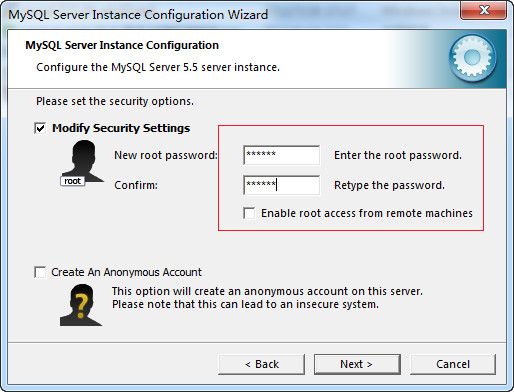 MySQL Server Instance Configuration Wizard
MySQL Server Instance Configuration
Configure the MySQL Server 5.5 server instance.
Please set the security options.
Modify Security Settings
New root password: ****** Enter the root password.
root
Confirm: ****** Retype the password.
Enable root access from remote machines
Create An Anonymous Account
This option will create an anonymous account on this server.
Please note that this can lead to an insecure system.
< Back Next > Cancel